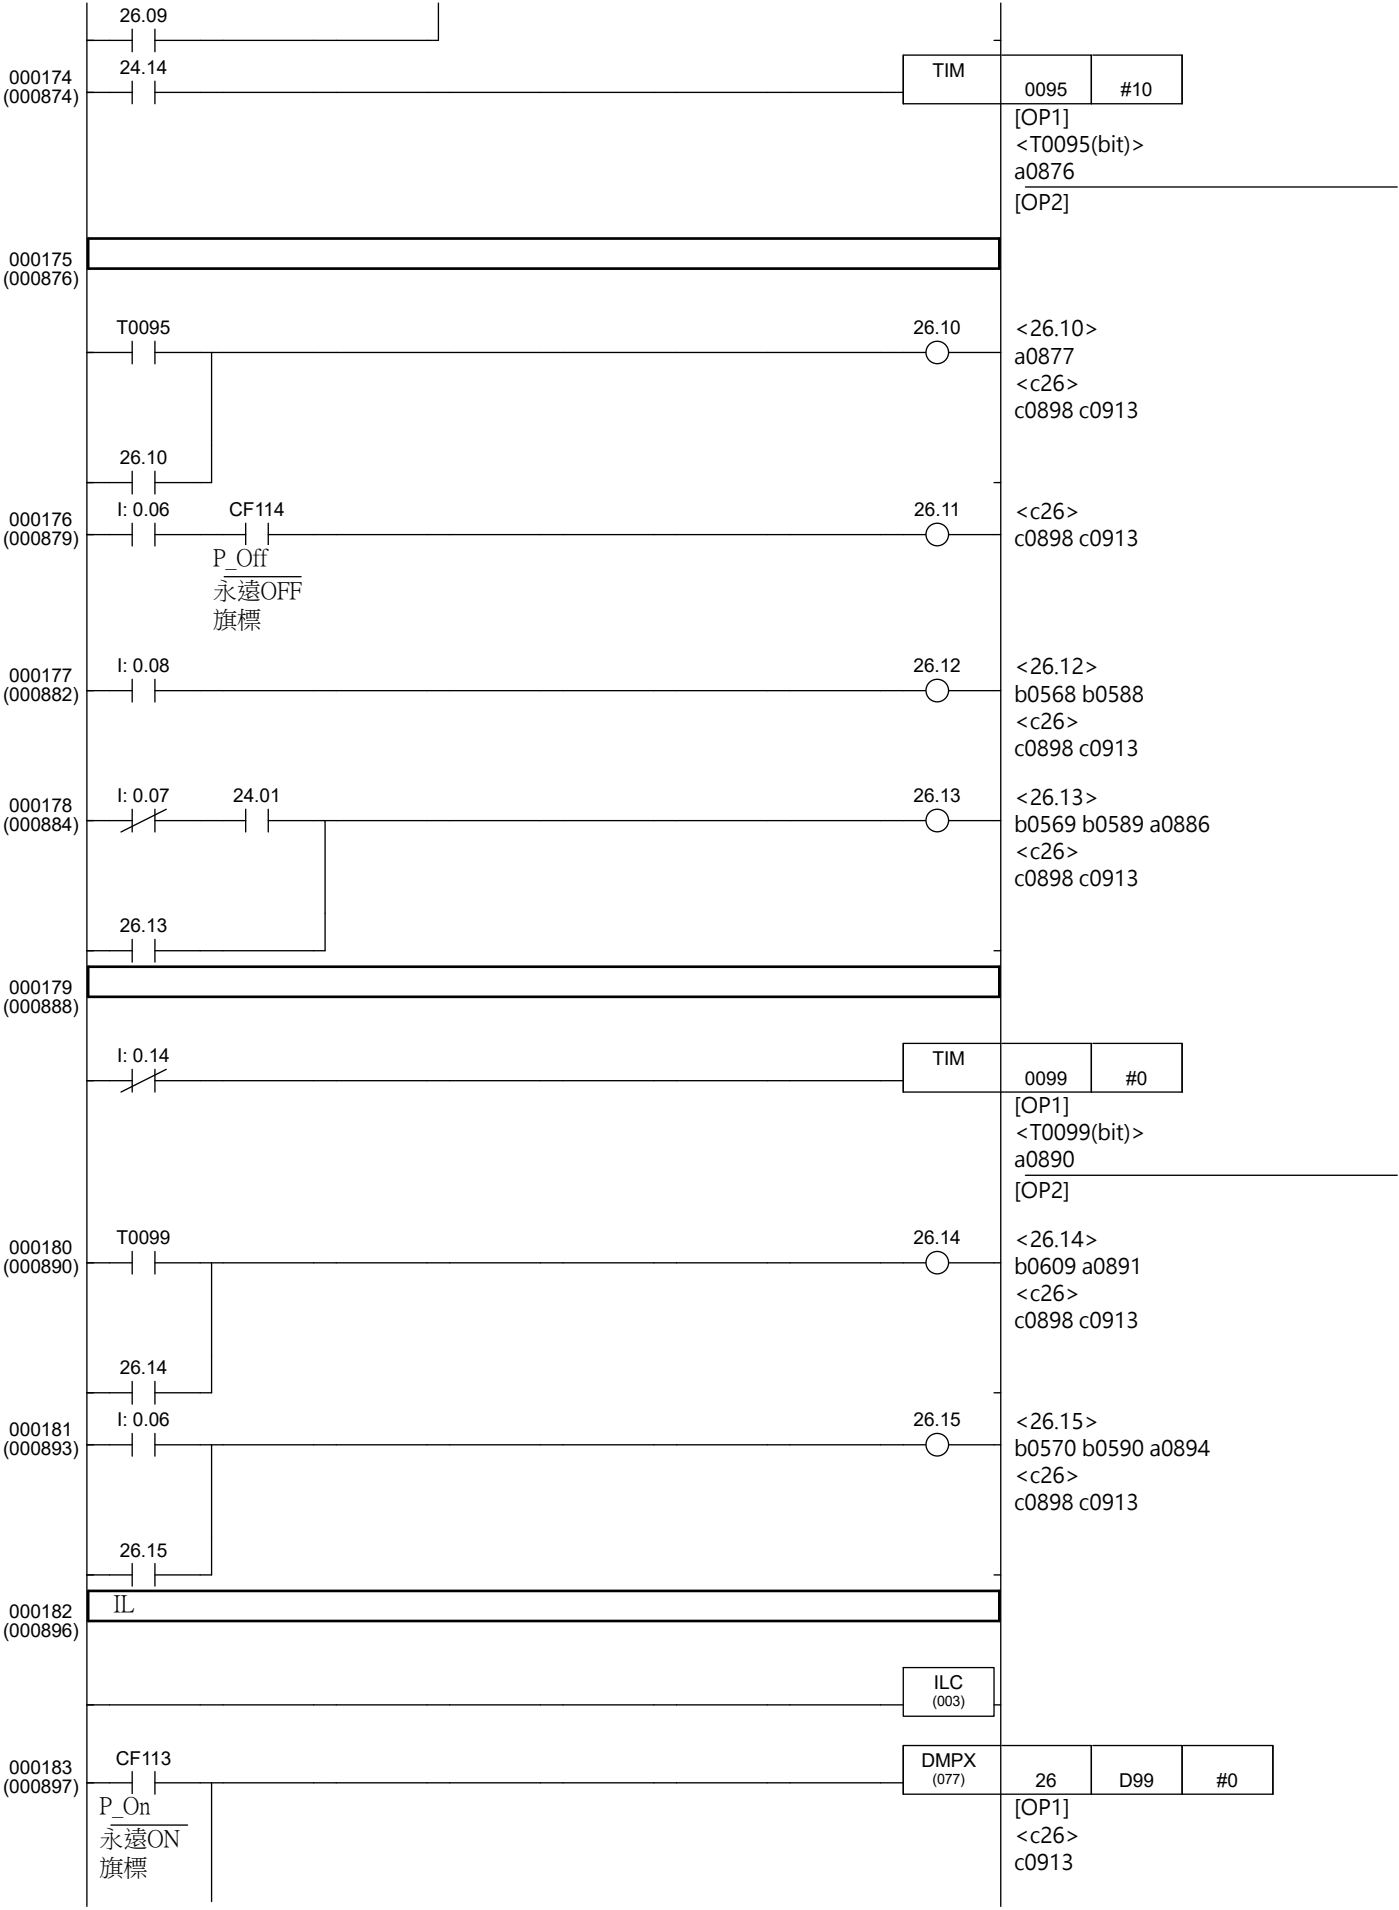 26.09
000174
(000874)
24.14
TIM
0095
#10
[OP1]
<T0095(bit)>
a0876
[OP2]
000175
(000876)
T0095
26.10
<26.10>
a0877
<c26>
c0898 c0913
26.10
000176
(000879)
I: 0.06
CF114
P_Off
永遠OFF
旗標
26.11
<c26>
c0898 c0913
000177
(000882)
I: 0.08
26.12
<26.12>
b0568 b0588
<c26>
c0898 c0913
000178
(000884)
I: 0.07
24.01
26.13
<26.13>
b0569 b0589 a0886
<c26>
c0898 c0913
26.13
000179
(000888)
I: 0.14
TIM
0099
#0
[OP1]
<T0099(bit)>
a0890
[OP2]
000180
(000890)
T0099
26.14
<26.14>
b0609 a0891
<c26>
c0898 c0913
26.14
000181
(000893)
I: 0.06
26.15
<26.15>
b0570 b0590 a0894
<c26>
c0898 c0913
26.15
000182
(000896)
IL
ILC
(003)
000183
(000897)
CF113
P_On
永遠ON
旗標
DMPX
(077)
26
D99
#0
[OP1]
<c26>
c0913